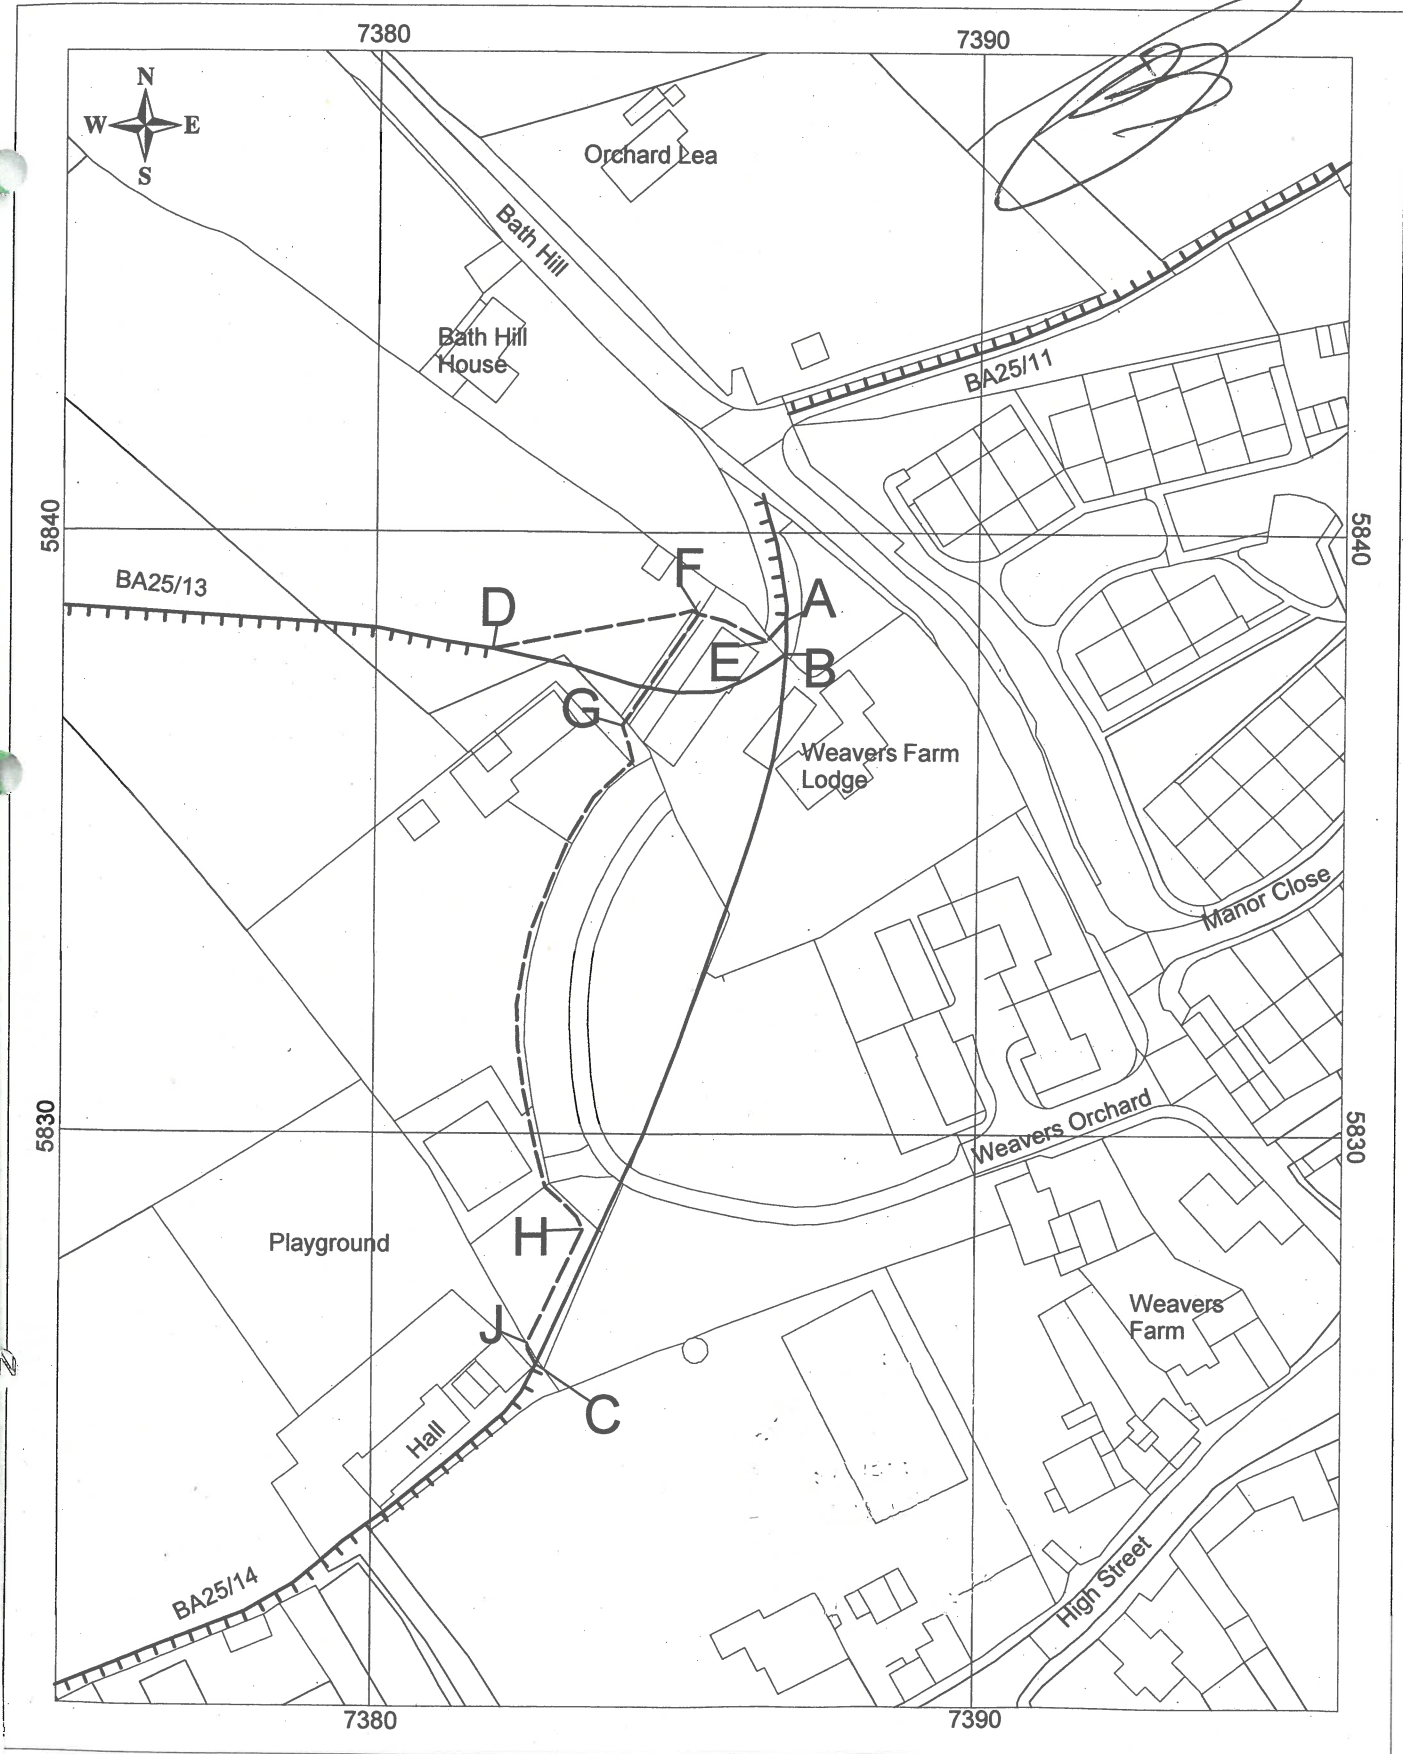 7380
7390
N
W E
S
Orchard Lea
Bath Hill
Bath Hill
House
BA25/11
5840
5840
BA25/13
F
D
A
E
B
G
Weavers Farm
Lodge
Manor Close
5830
5830
Weavers Orchard
H
Playground
J
Weavers
Farm
C
Hall
High Street
BA25/14
7380
7390